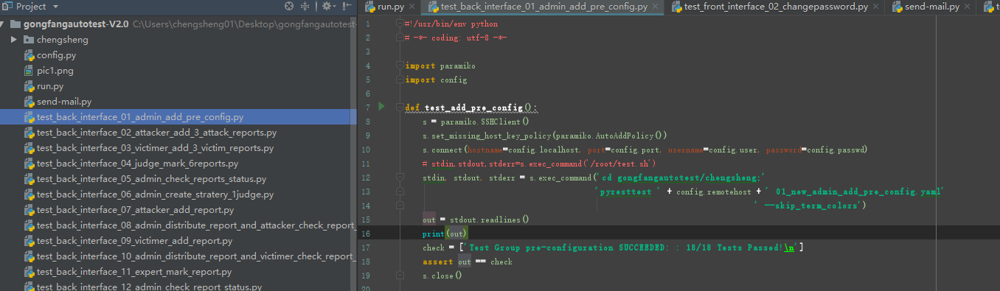 Project
gongfangautotest-V2.0 C:\Users\chengsheng01\Desktop\gongfangautotest-
chengsheng
config.py
pic1.png
run.py
send-mail.py
test_back_interface_01_admin_add_pre_config.py
test_back_interface_02_attacker_add_3_attack_reports.py
test_back_interface_03_victimer_add_3_victim_reports.py
test_back_interface_04_judge_mark_6reports.py
test_back_interface_05_admin_check_reports_status.py
test_back_interface_06_admin_create_stratery_1judge.py
test_back_interface_07_attacker_add_report.py
test_back_interface_08_admin_distribute_report_and_attacker_check_report_
test_back_interface_09_victimer_add_report.py
test_back_interface_10_admin_distribute_report_and_victimer_check_report_
test_back_interface_11_expert_mark_report.py
test_back_interface_12_admin_check_report_status.py
run.py test_back_interface_01_admin_add_pre_config.py test_front_interface_02_changepassword.py send-mail.py t
1 #!/usr/bin/env python
2 # -*- coding: utf-8 -*-
3
4 import paramiko
5 import config
6
7 def test_add_pre_config():
8 s = paramiko.SSHClient()
9 s.set_missing_host_key_policy(paramiko.AutoAddPolicy())
10 s.connect(hostname=config.localhost, port=config.port, username=config.user, password=config.passwd)
11 # stdin,stdout,stderr=s.exec_command('/root/test.sh')
12 stdin, stdout, stderr = s.exec_command('cd gongfangautotest/chengsheng;'
13 'pyresttest ' + config.remotehost + ' 01_new_admin_add_pre_config.yaml'
14 ' --skip_term_colors')
15 out = stdout.readlines()
16 print(out)
17 check = ['Test Group pre-configuration SUCCEEDED: : 18/18 Tests Passed!\n']
18 assert out == check
19 s.close()
20